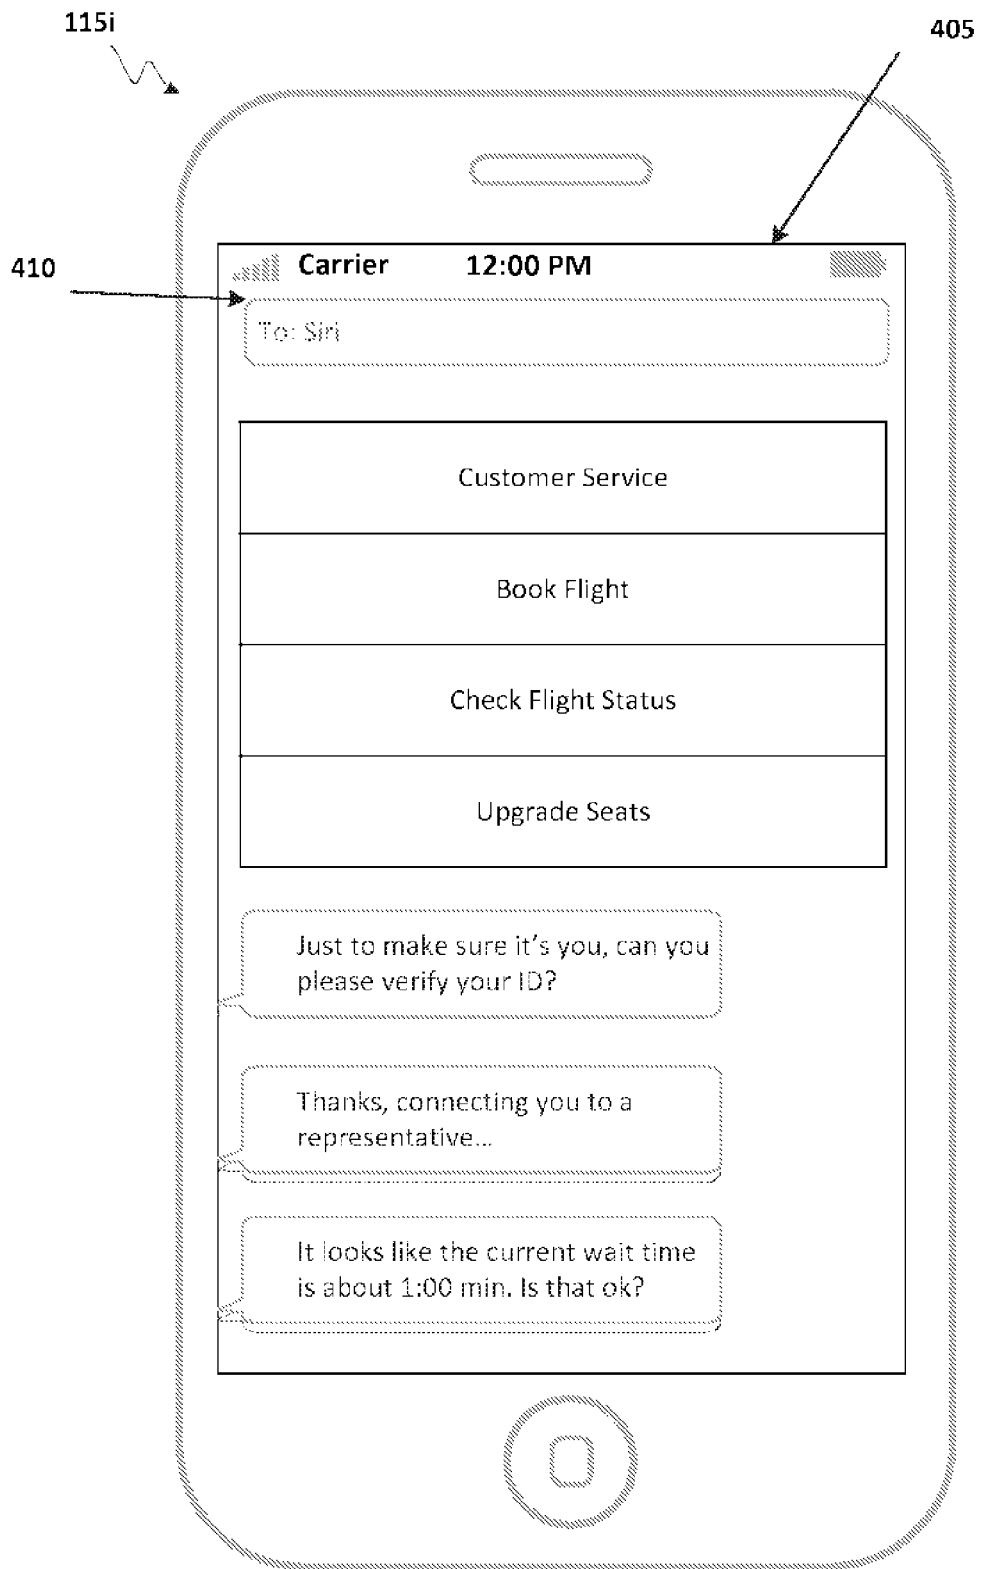 115i
405
410
Carrier 12:00 PM
To: Siri
Customer Service
Book Flight
Check Flight Status
Upgrade Seats
Just to make sure it's you, can you
please verify your ID?
Thanks, connecting you to a
representative...
It looks like the current wait time
is about 1:00 min. Is that ok?